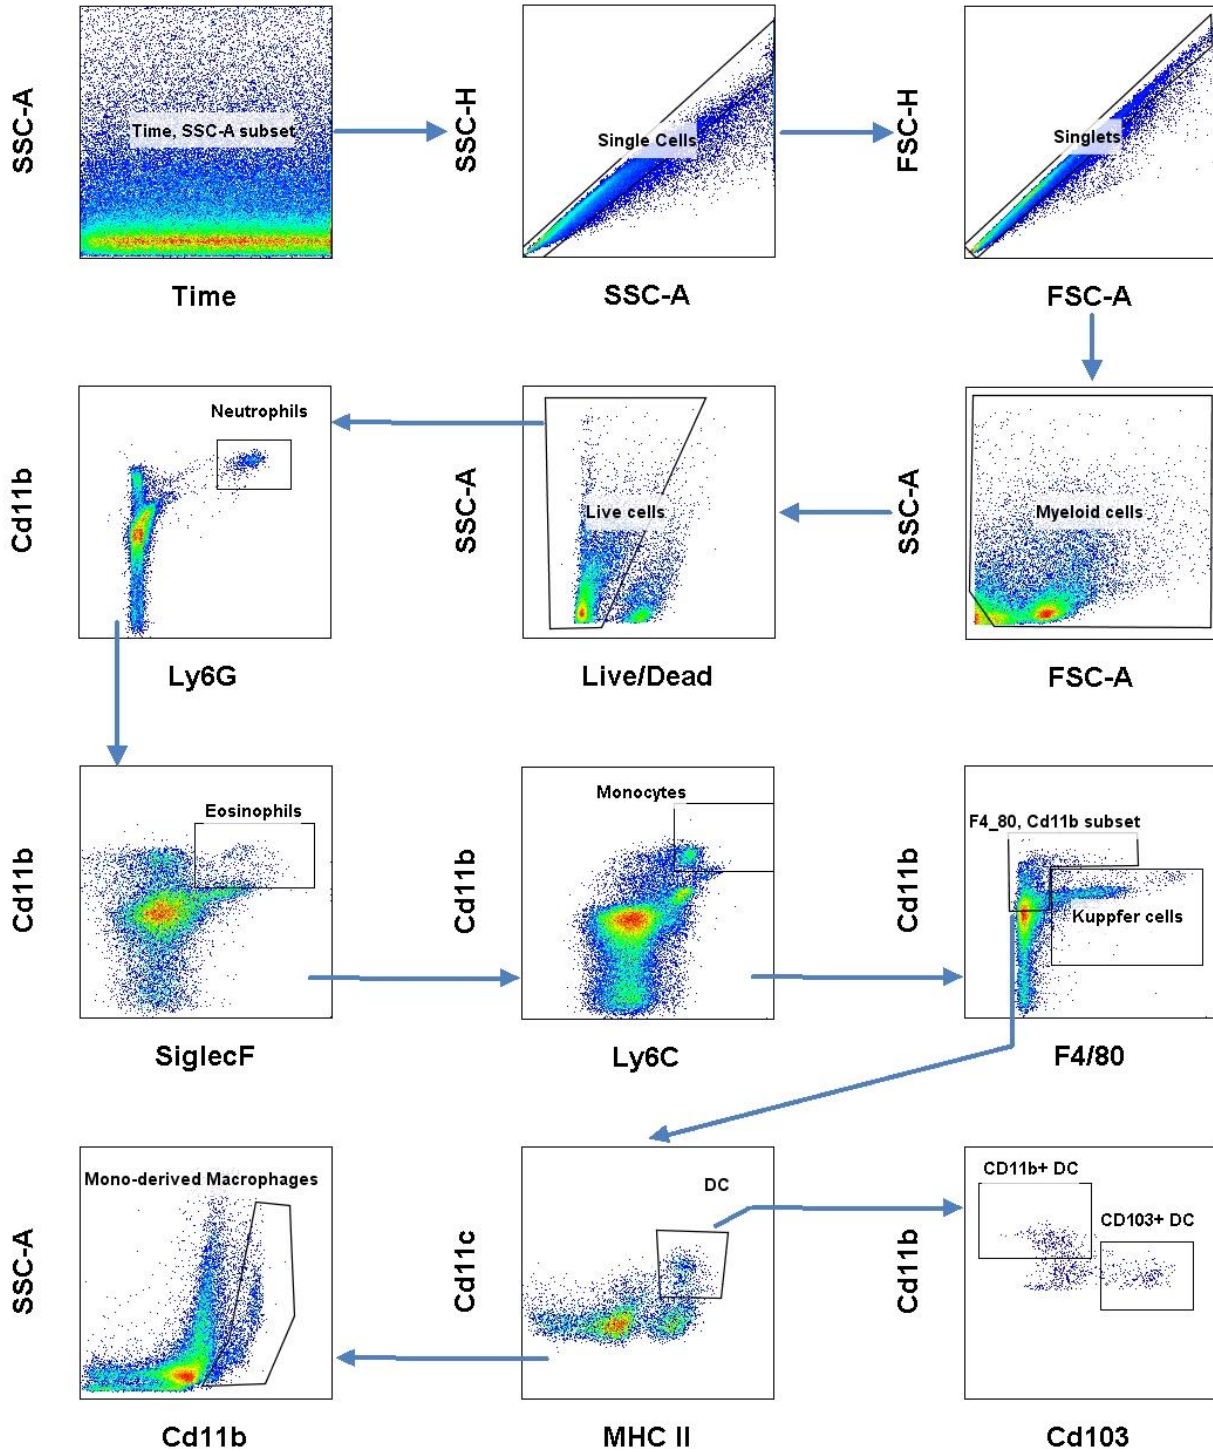 SSC-A
Time, SSC-A subset
Time
SSC-H
Single Cells
SSC-A
FSC-H
Singlets
FSC-A
Cd11b
Neutrophils
Ly6G
SSC-A
Live cells
Live/Dead
SSC-A
Myeloid cells
FSC-A
Cd11b
Eosinophils
SiglecF
Cd11b
Monocytes
Ly6C
Cd11b
F4_80, Cd11b subset
Kuppfer cells
F4/80
SSC-A
Mono-derived Macrophages
Cd11b
Cd11c
DC
MHC II
Cd11b
CD11b+ DC
CD103+ DC
Cd103